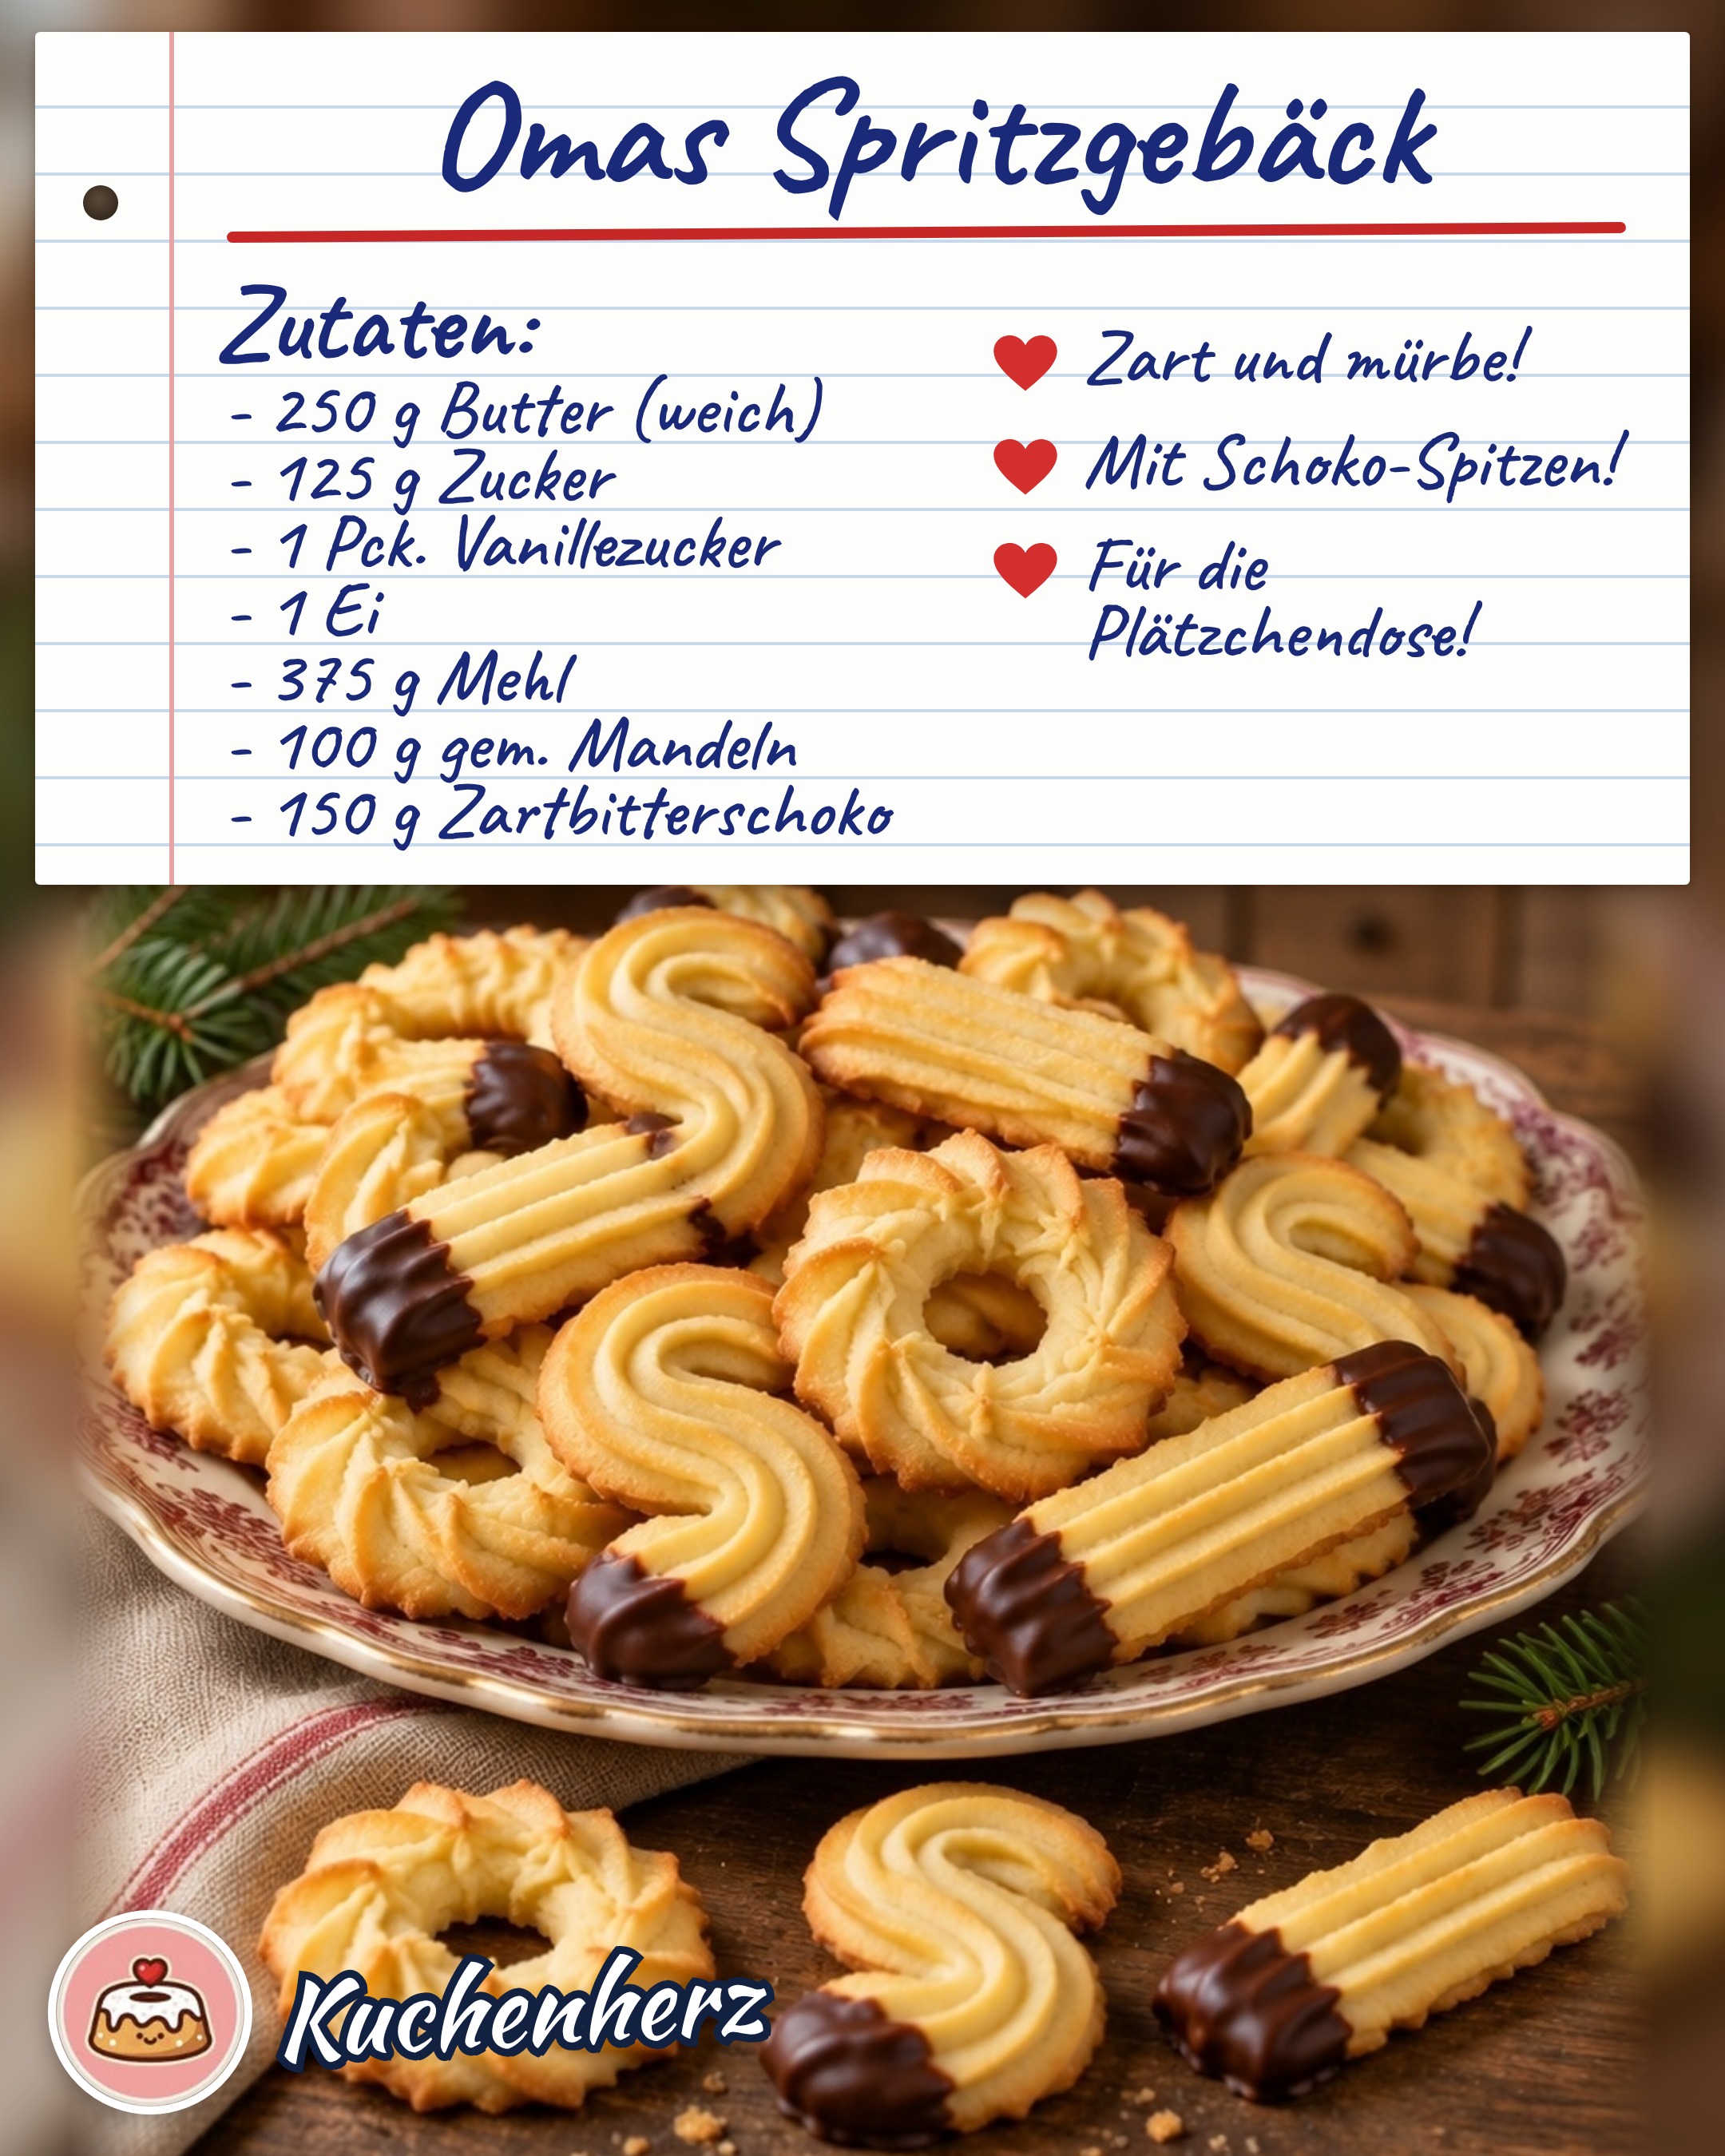 Omas Spritzgebäck
Zutaten:
- 250 g Butter (weich)
- 125 g Zucker
- 1 Pck. Vanillezucker
- 1 Ei
- 375 g Mehl
- 100 g gem. Mandeln
- 150 g Zartbitterschoko
Zart und mürbe!
Mit Schoko-Spitzen!
Für die
Plätzchendose!
Kuchenherz